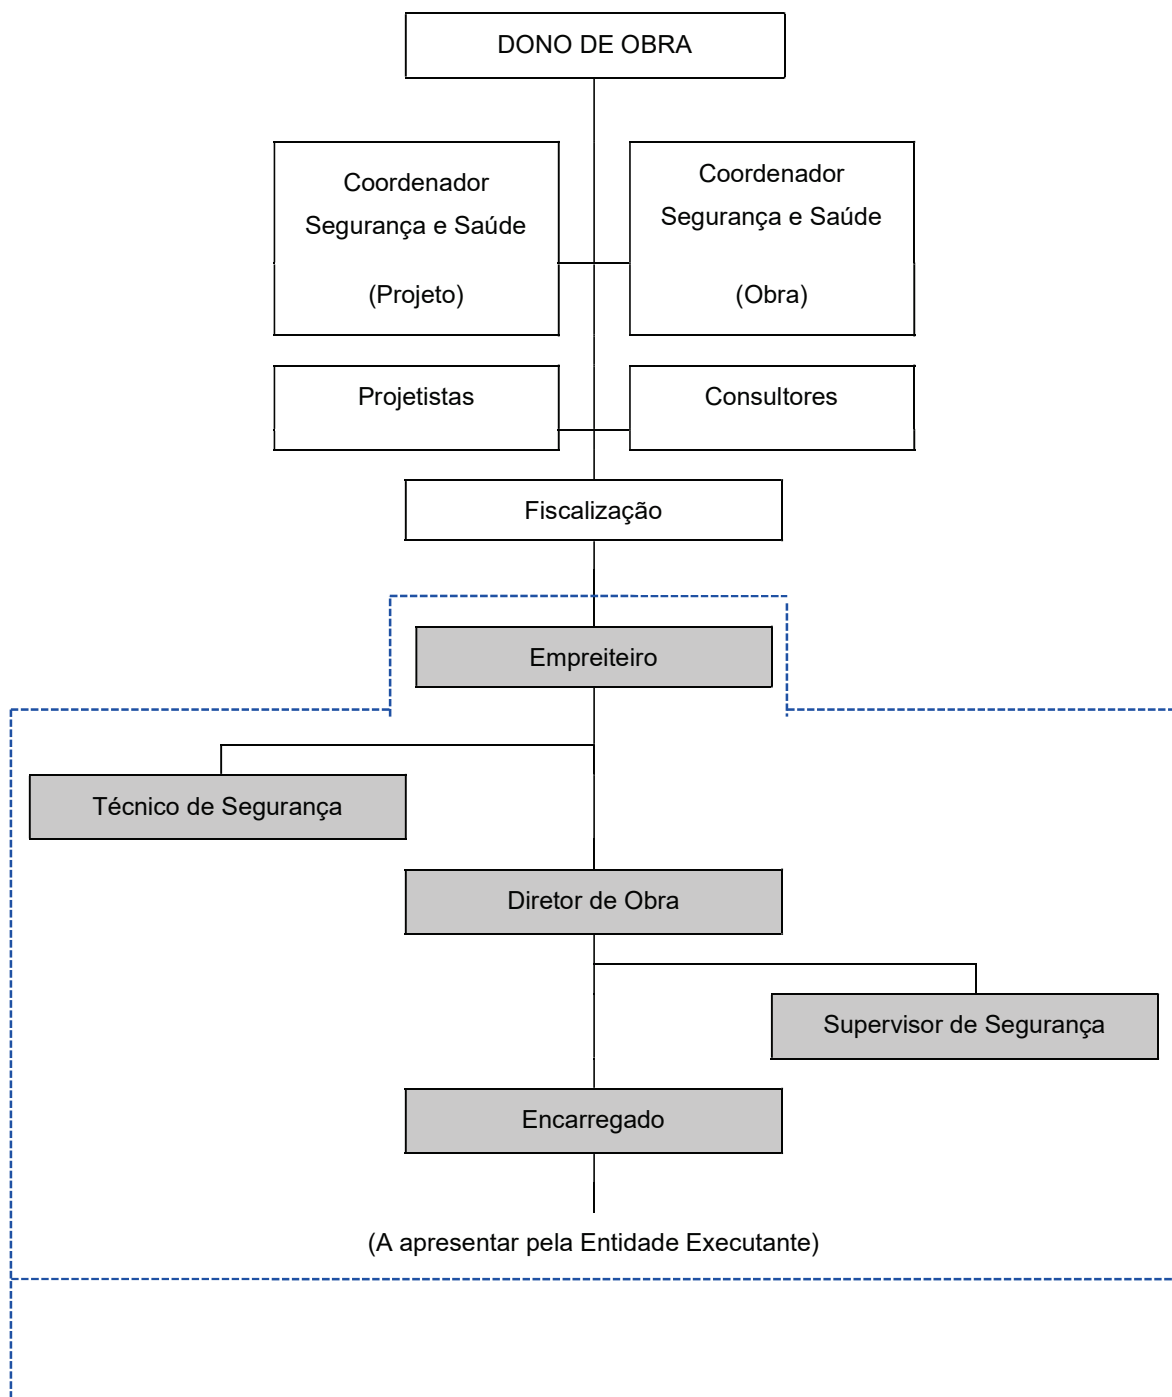 DONO DE OBRA
Coordenador
Segurança e Saúde
(Projeto)
Coordenador
Segurança e Saúde
(Obra)
Projetistas
Consultores
Fiscalização
Empreiteiro
Técnico de Segurança
Diretor de Obra
Supervisor de Segurança
Encarregado
(A apresentar pela Entidade Executante)